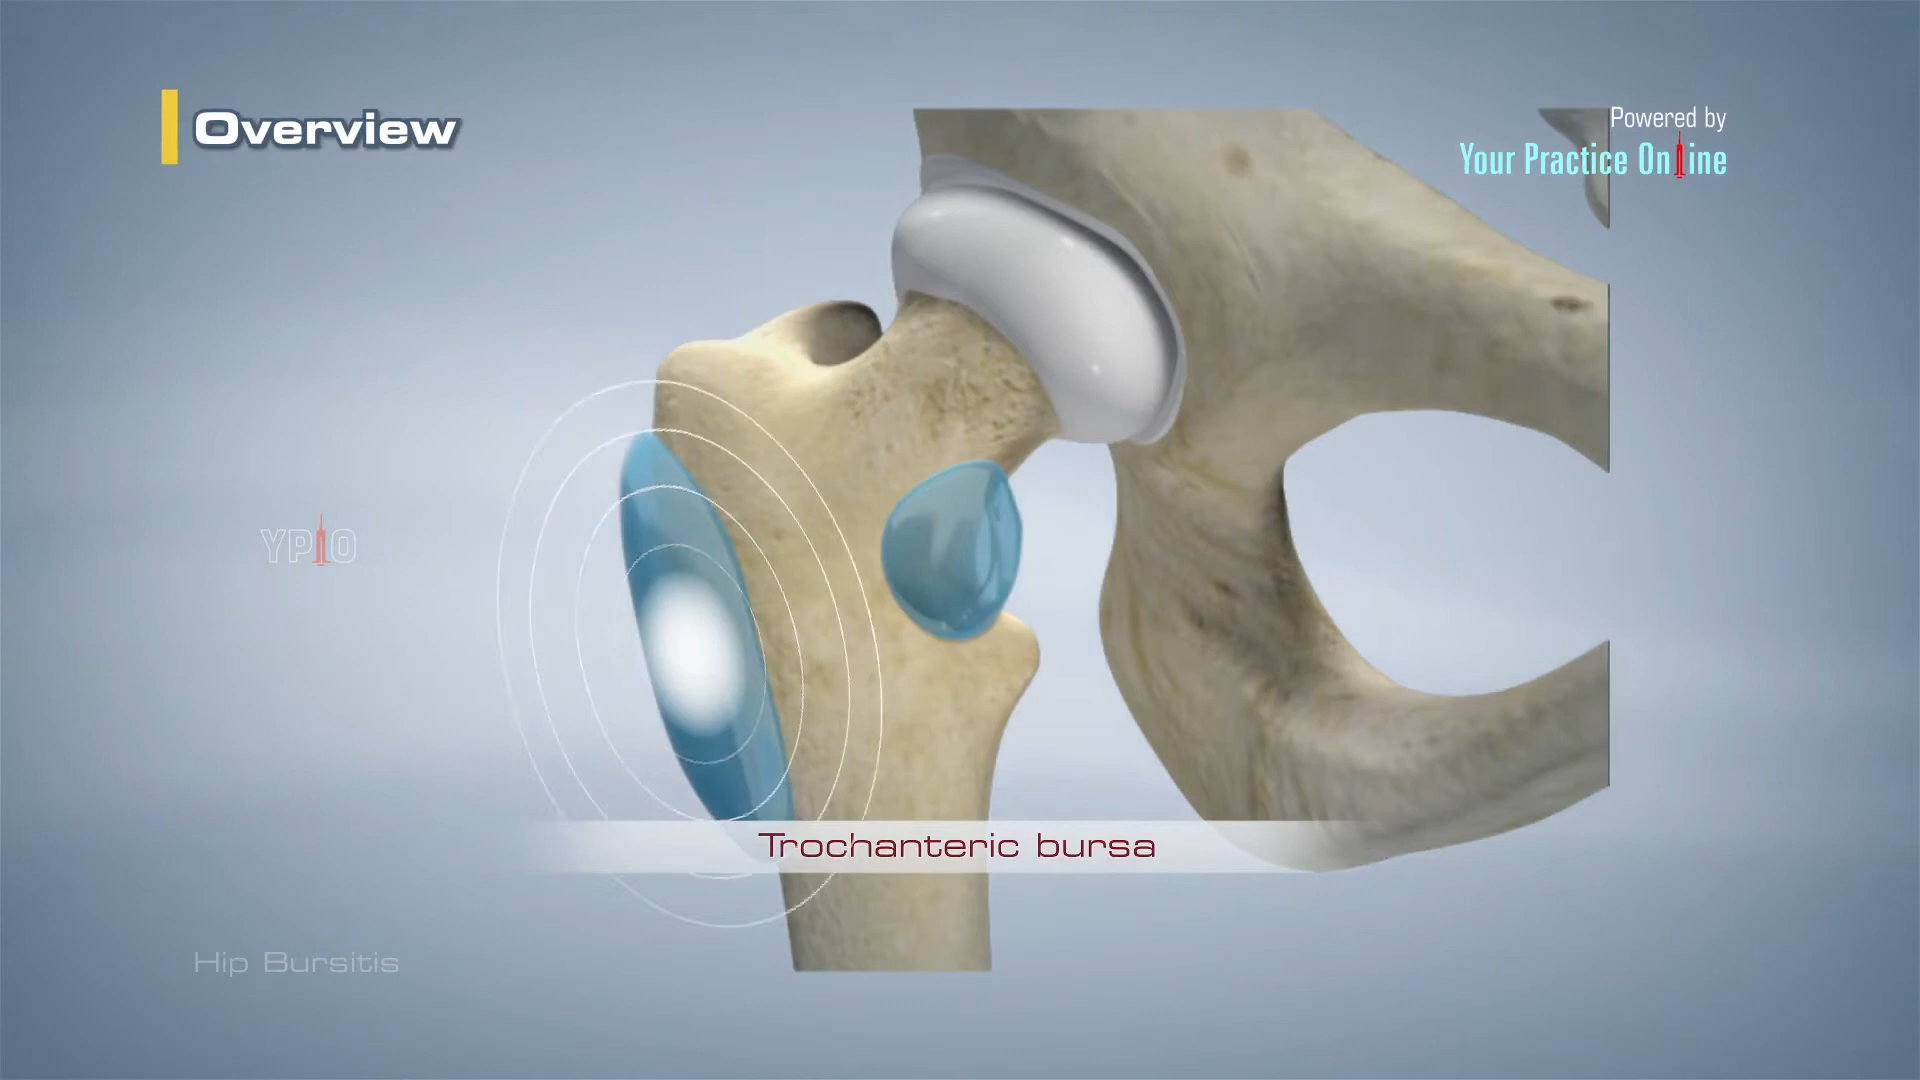 Overview
Powered by
Your Practice Online
YPO
Trochanteric bursa
Hip Bursitis